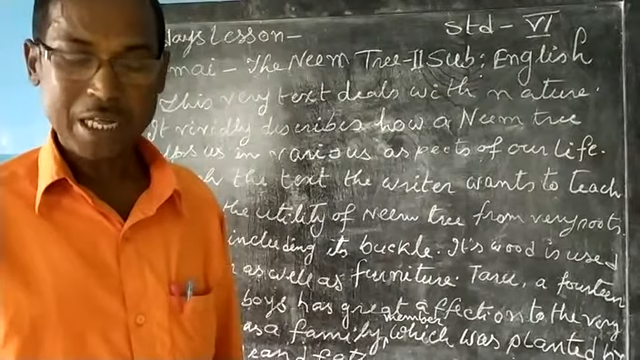 days Lesson -
std - VI
mai - The Neem Tree-II Sub: English
This very text deals with nature.
It vividly describes how a Neem tree
us in various aspects of our life.
the text the writer wants to teach
the utility of Neem tree from very roots
including its buckle. It's wood is used
as well as furniture. Taru, a fourteen
boys has great affection to the very
as a family member, which was planted by
and